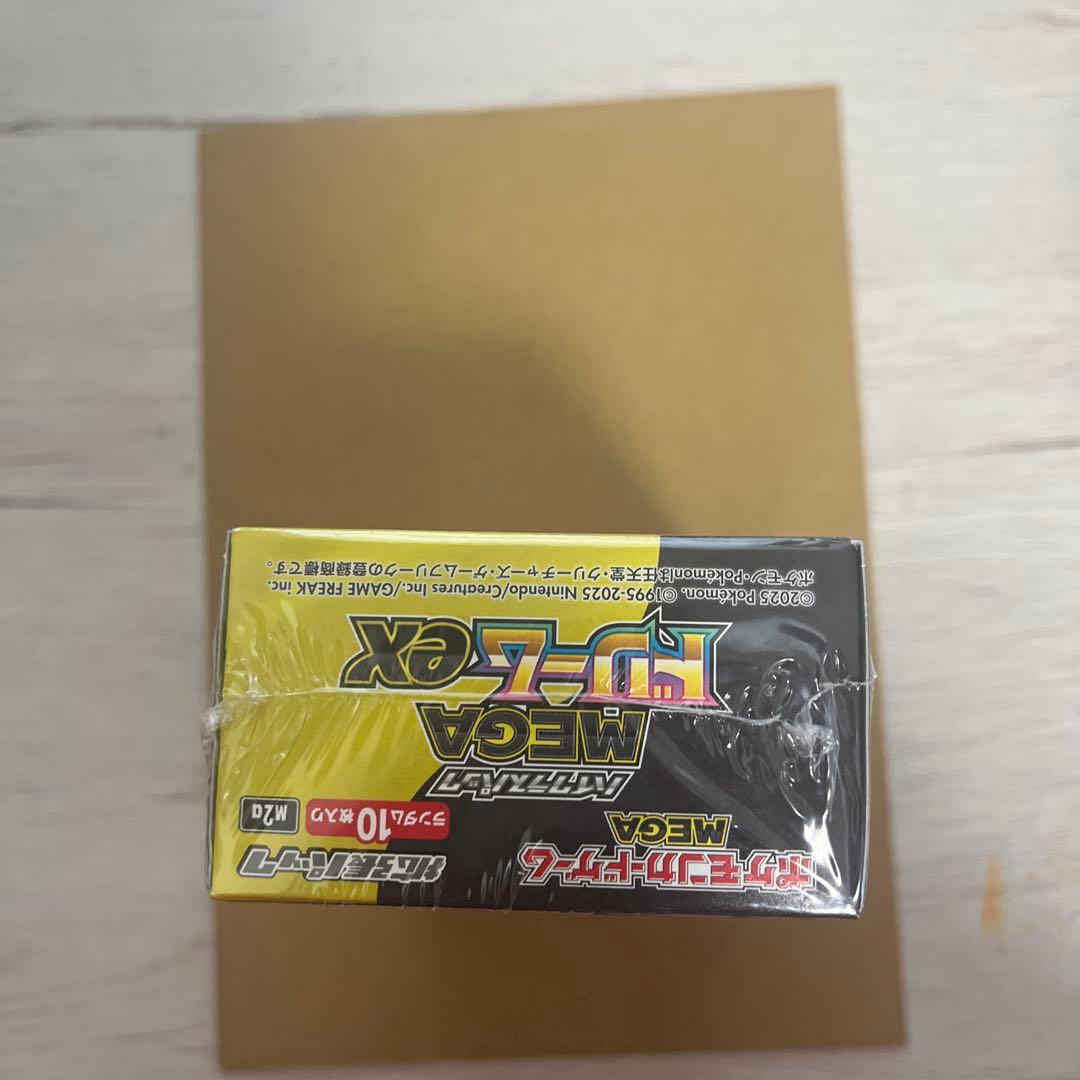 ポケモンカードゲーム
MEGA
拡張パック
M2a
ランダム10枚入り
ハイクラスパック
MEGA
ドリームex
©2025 Pokémon. ©1995-2025 Nintendo/Creatures Inc./GAME FREAK inc.
ポケモン・Pokémonは任天堂・クリーチャーズ・ゲームフリークの登録商標です。